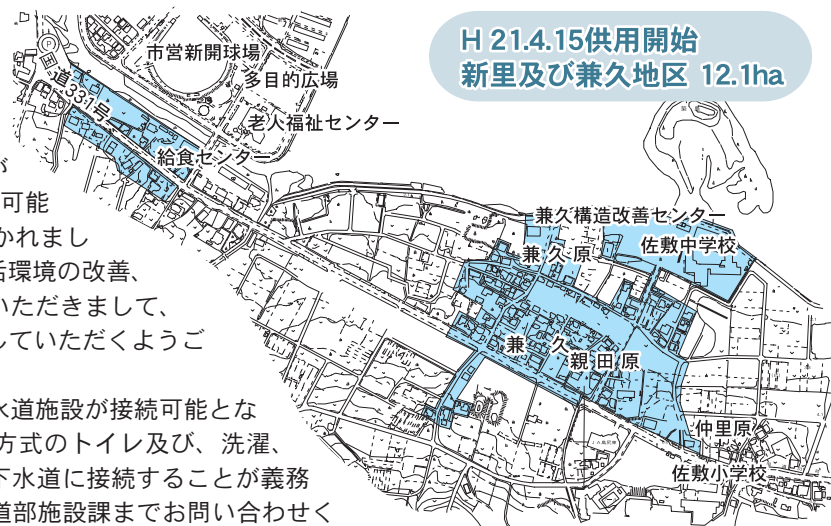 H 21.4.15供用開始
新里及び兼久地区 12.1ha
市営新開球場
多目的広場
老人福祉センター
道331号
給食センター
兼久構造改善センター
兼久原
佐敷中学校
兼 久
親田原
仲里原
佐敷小学校
が
可能
かれまし
活環境の改善、
いただきまして、
していただくようご
水道施設が接続可能とな
方式のトイレ及び、洗濯、
下水道に接続することが義務
道部施設課までお問い合わせく